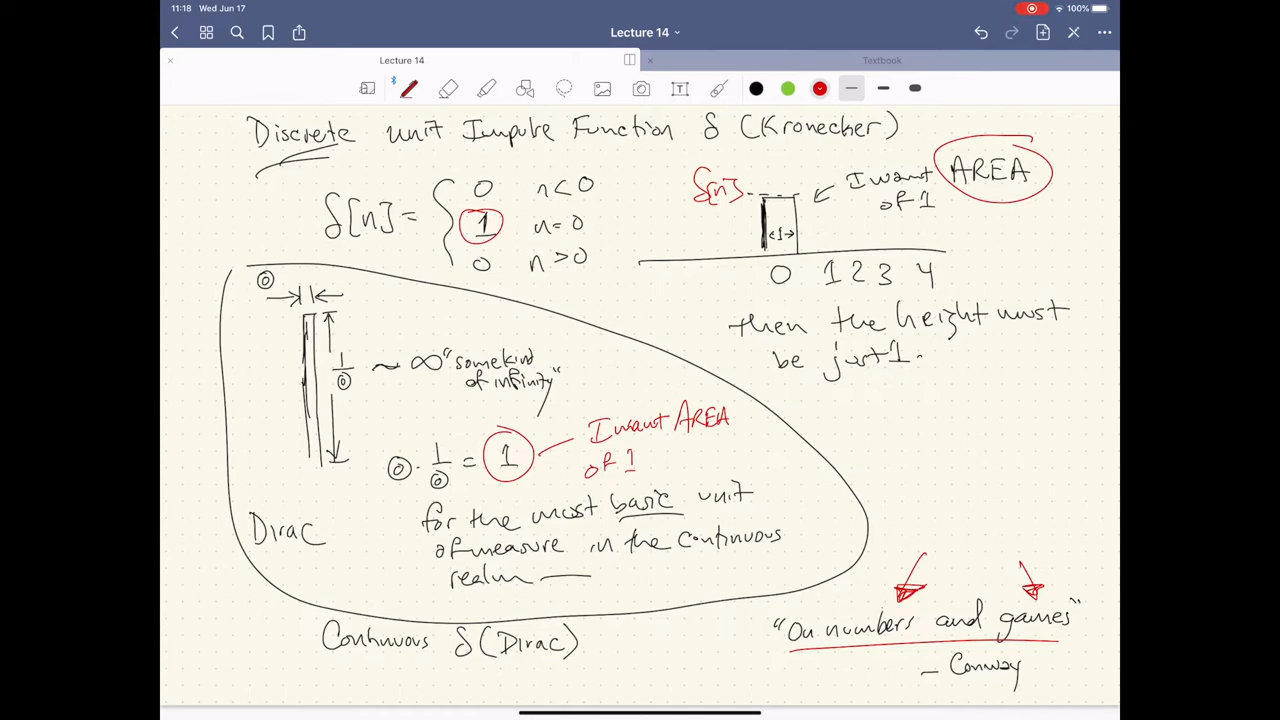 11:18 Wed Jun 17
100%
Lecture 14
Lecture 14
Textbook
Discrete unit Impulse Function δ (Kronecker)
δ[n] = { 0 n<0
1 n=0
0 n>0
δ[n]
I want AREA
of 1
<1>
0 1 2 3 4
then the height must
be just 1.
0
1/0 ~ ∞ "some kind
of infinity"
0 · 1/0 = 1
I want AREA
of 1
for the most basic unit
of measure in the continuous
realm —
Dirac
Continuous δ (Dirac)
"On numbers and games"
– Conway